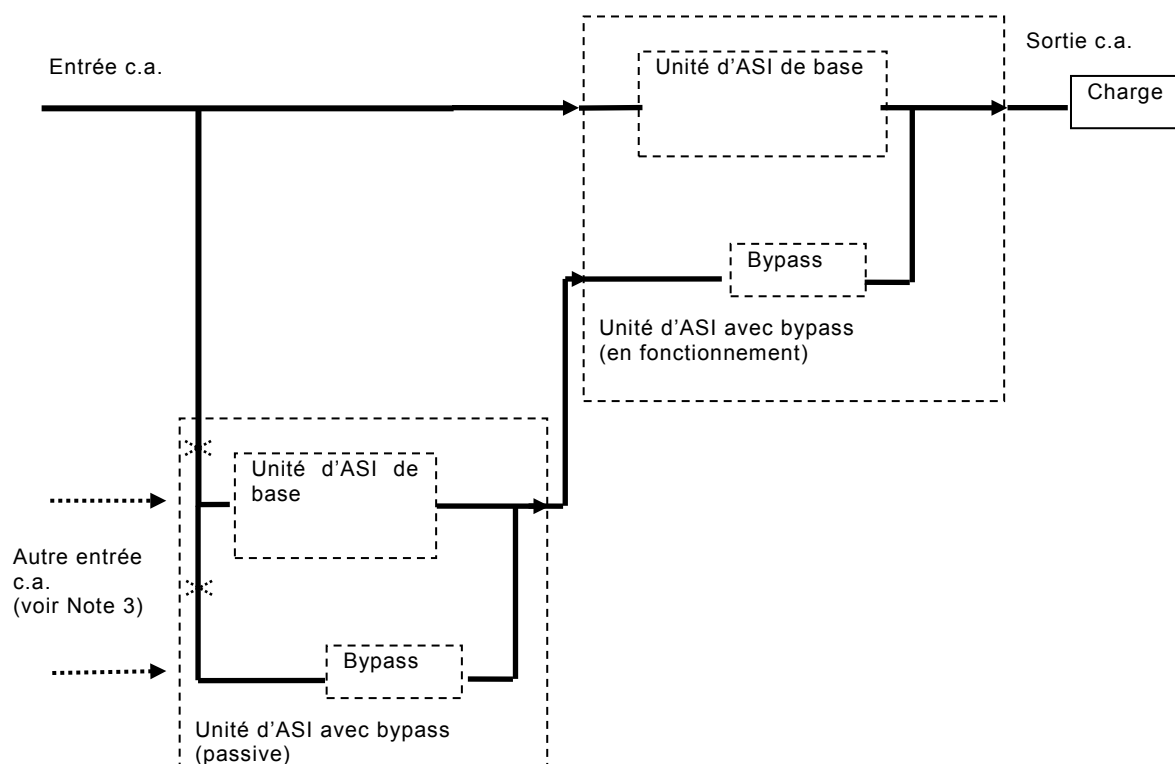 Entrée c.a.
Unité d'ASI de base
Sortie c.a.
Charge
Bypass
Unité d'ASI avec bypass
(en fonctionnement)
Unité d'ASI de
base
Autre entrée
c.a.
(voir Note 3)
Bypass
Unité d'ASI avec bypass
(passive)